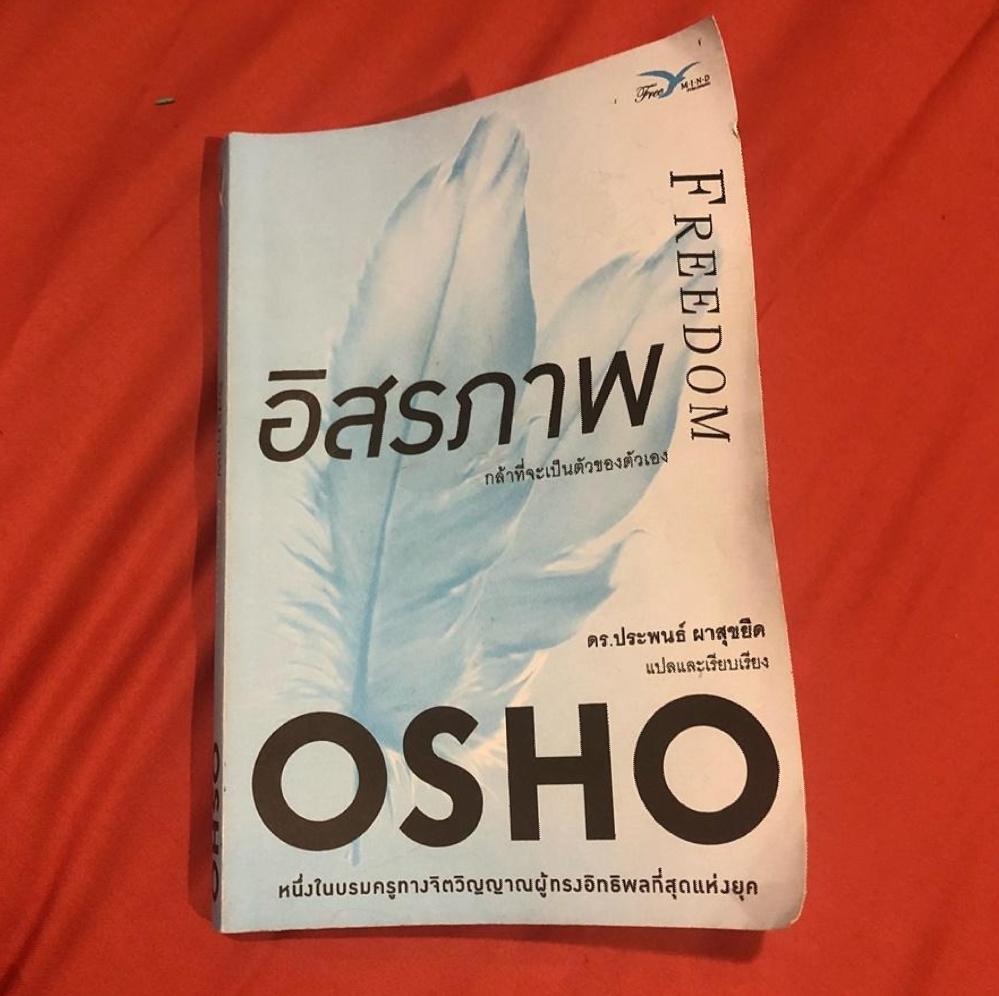 Free MIND
FREEDOM
อิสรภาพ
กล้าที่จะเป็นตัวของตัวเอง
ดร.ประพนธ์ ผาสุขยืด
แปลและเรียบเรียง
OSHO
หนึ่งในบรมครูทางจิตวิญญาณผู้ทรงอิทธิพลที่สุดแห่งยุค
OSHO